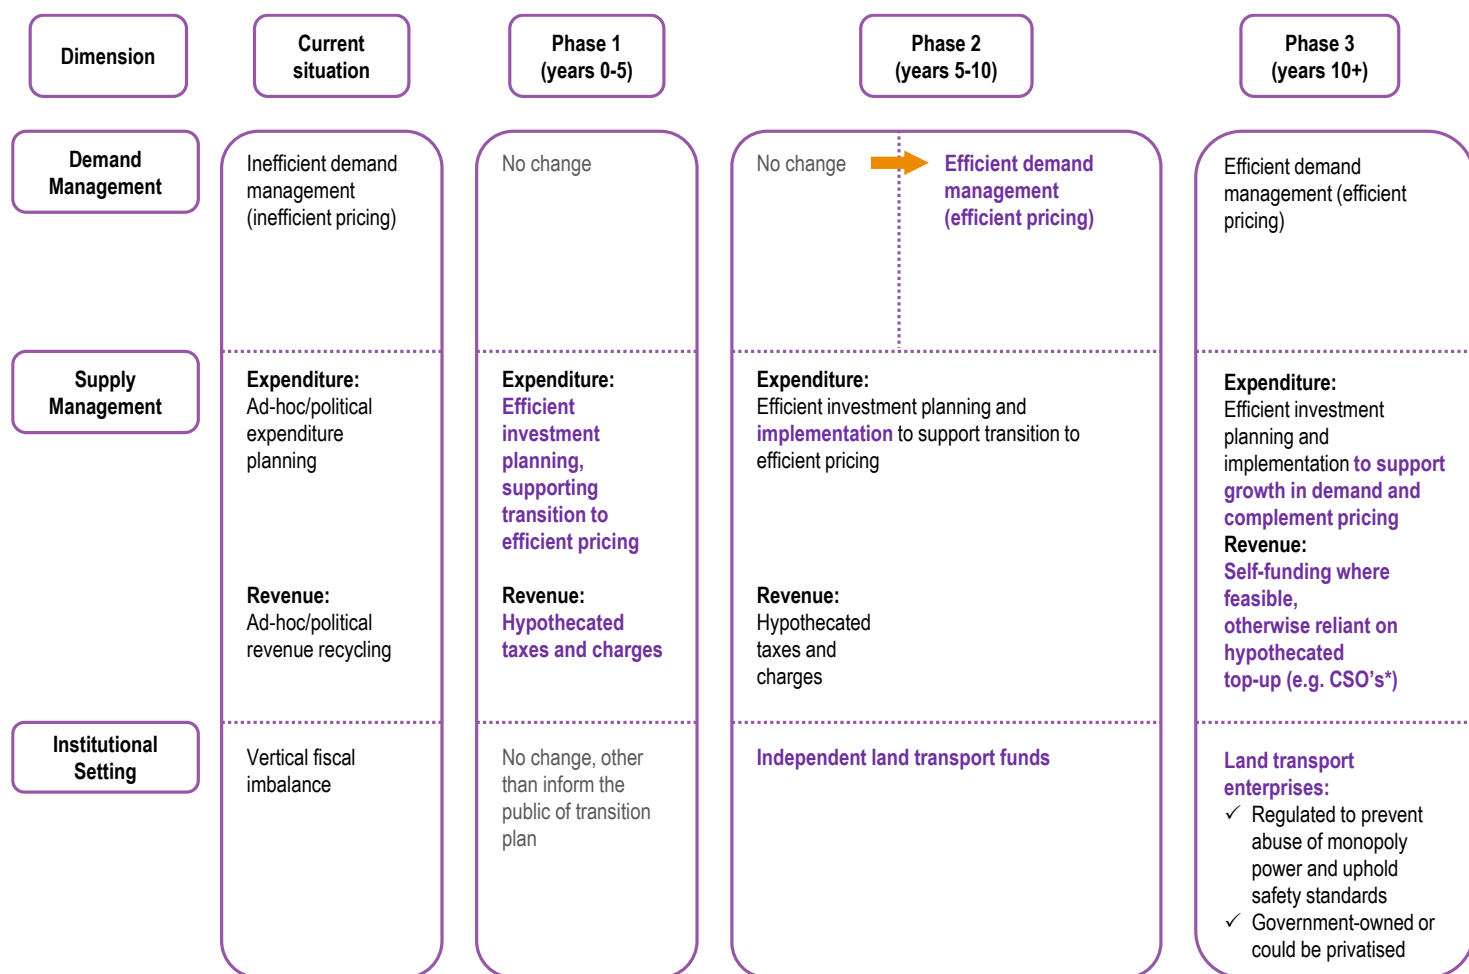 Dimension
Current
situation
Phase 1
(years 0-5)
Phase 2
(years 5-10)
Phase 3
(years 10+)
Demand
Management
Inefficient demand
management
(inefficient pricing)
No change
No change
Efficient demand
management
(efficient pricing)
Efficient demand
management (efficient
pricing)
Supply
Management
Expenditure:
Ad-hoc/political
expenditure
planning
Revenue:
Ad-hoc/political
revenue recycling
Expenditure:
Efficient
investment
planning,
supporting
transition to
efficient pricing
Revenue:
Hypothecated
taxes and charges
Expenditure:
Efficient investment planning and
implementation to support transition to
efficient pricing
Revenue:
Hypothecated
taxes and
charges
Expenditure:
Efficient investment
planning and
implementation to support
growth in demand and
complement pricing
Revenue:
Self-funding where
feasible,
otherwise reliant on
hypothecated
top-up (e.g. CSO's*)
Institutional
Setting
Vertical fiscal
imbalance
No change, other
than inform the
public of transition
plan
Independent land transport funds
Land transport
enterprises:
✓ Regulated to prevent
abuse of monopoly
power and uphold
safety standards
✓ Government-owned or
could be privatised